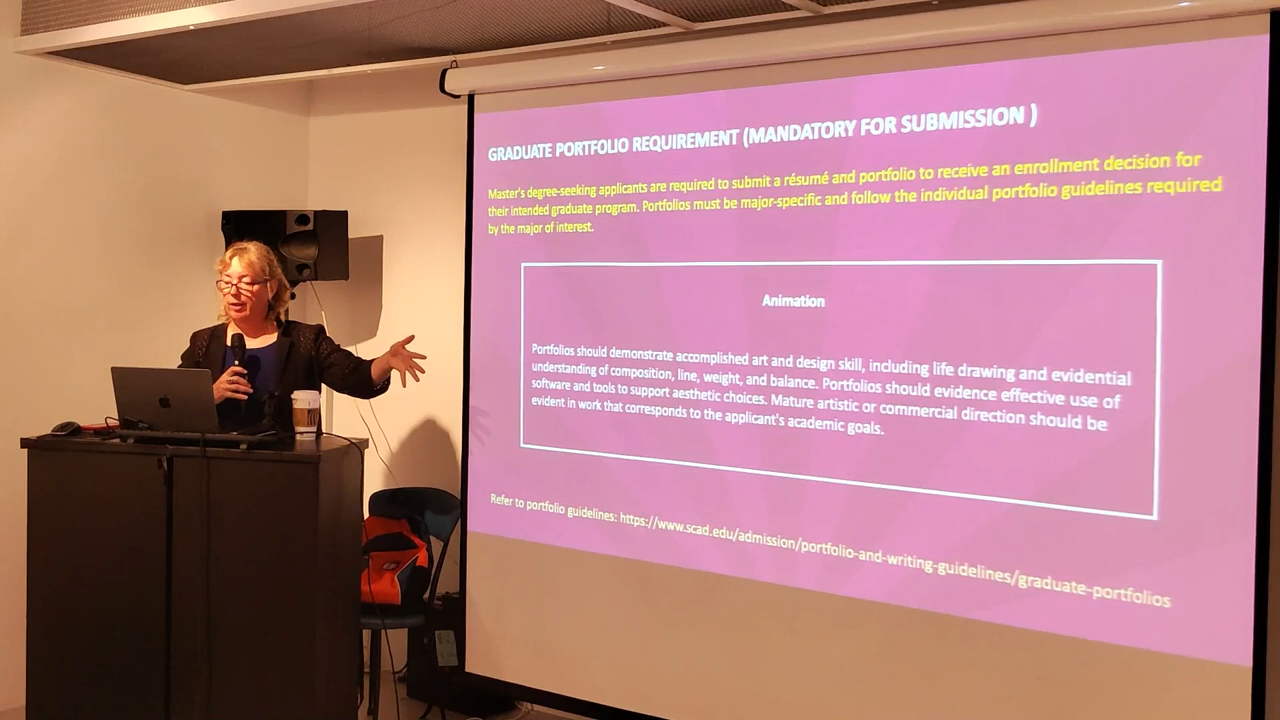 GRADUATE PORTFOLIO REQUIREMENT (MANDATORY FOR SUBMISSION )
Master's degree-seeking applicants are required to submit a résumé and portfolio to receive an enrollment decision for
their intended graduate program. Portfolios must be major-specific and follow the individual portfolio guidelines required
by the major of interest.
Animation
Portfolios should demonstrate accomplished art and design skill, including life drawing and evidential
understanding of composition, line, weight, and balance. Portfolios should evidence effective use of
software and tools to support aesthetic choices. Mature artistic or commercial direction should be
evident in work that corresponds to the applicant's academic goals.
Refer to portfolio guidelines: https://www.scad.edu/admission/portfolio-and-writing-guidelines/graduate-portfolios